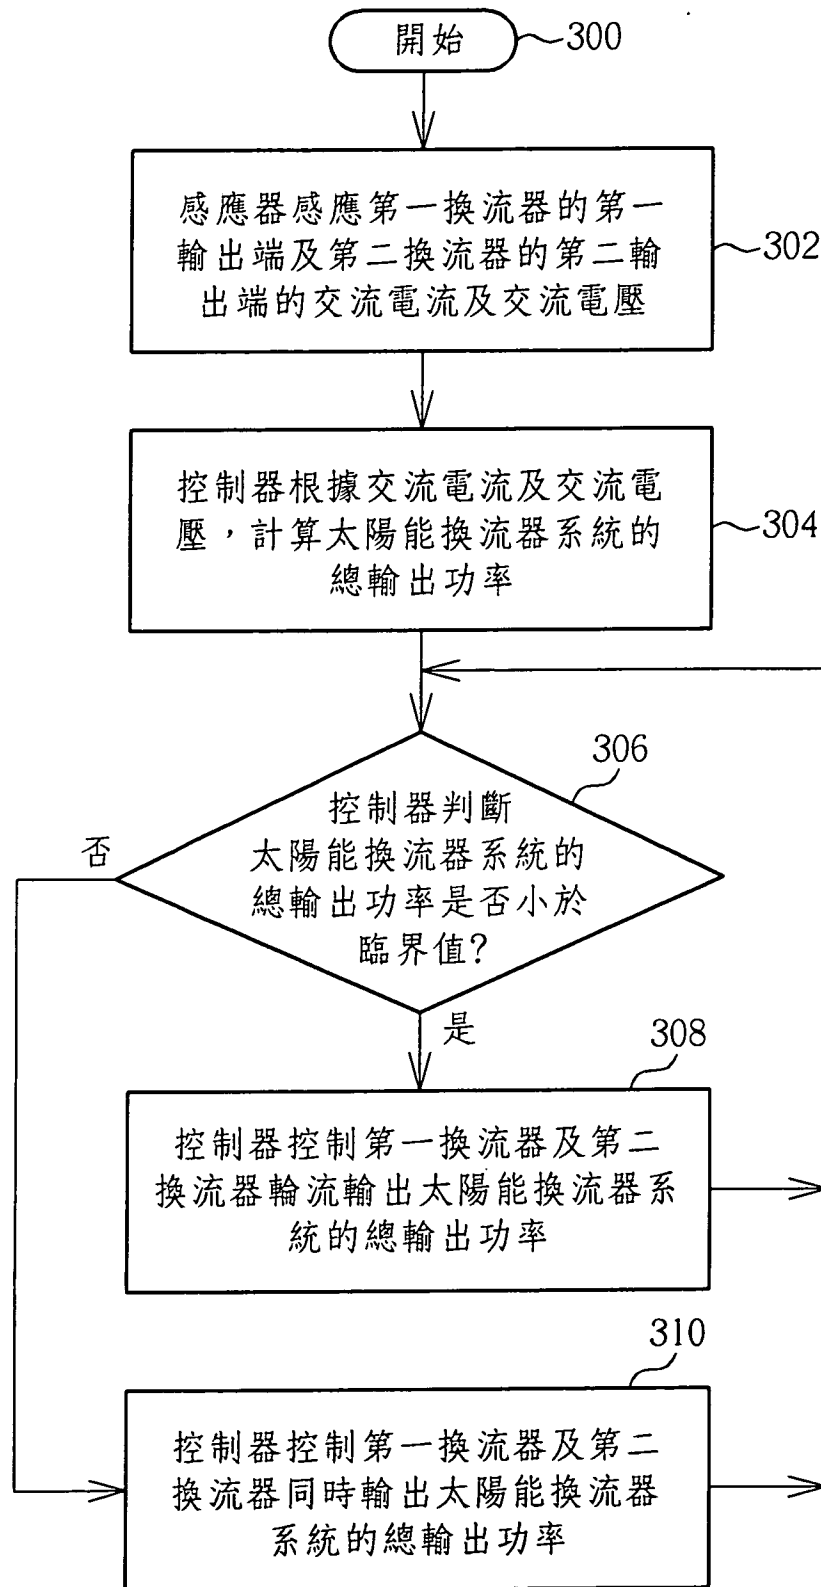 開始
300
感應器感應第一換流器的第一
輸出端及第二換流器的第二輸
出端的交流電流及交流電壓
302
控制器根據交流電流及交流電
壓，計算太陽能換流器系統的
總輸出功率
304
306
控制器判斷
太陽能換流器系統的
總輸出功率是否小於
臨界值?
否
是
308
控制器控制第一換流器及第二
換流器輪流輸出太陽能換流器系
統的總輸出功率
310
控制器控制第一換流器及第二
換流器同時輸出太陽能換流器
系統的總輸出功率